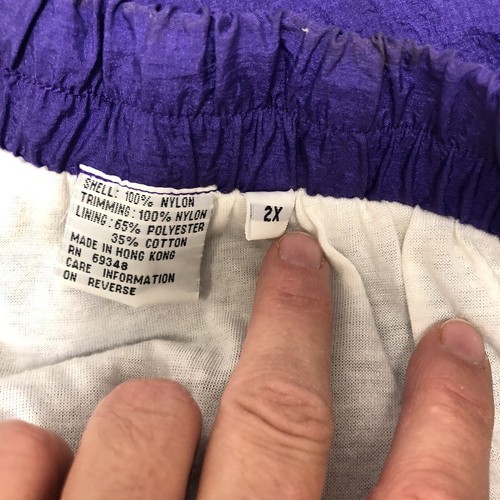 SHELL: 100% NYLON
TRIMMING: 100% NYLON
LINING: 65% POLYESTER
35% COTTON
MADE IN HONG KONG
RN 69348
CARE INFORMATION
ON REVERSE
2X